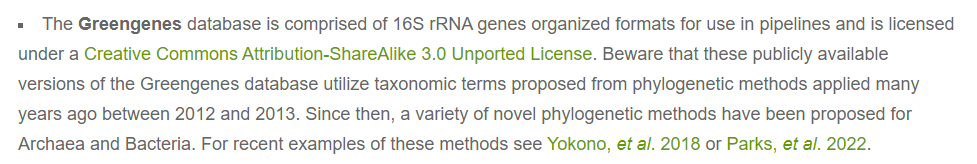 ▪ The Greengenes database is comprised of 16S rRNA genes organized formats for use in pipelines and is licensed
under a Creative Commons Attribution-ShareAlike 3.0 Unported License. Beware that these publicly available
versions of the Greengenes database utilize taxonomic terms proposed from phylogenetic methods applied many
years ago between 2012 and 2013. Since then, a variety of novel phylogenetic methods have been proposed for
Archaea and Bacteria. For recent examples of these methods see Yokono, et al. 2018 or Parks, et al. 2022.